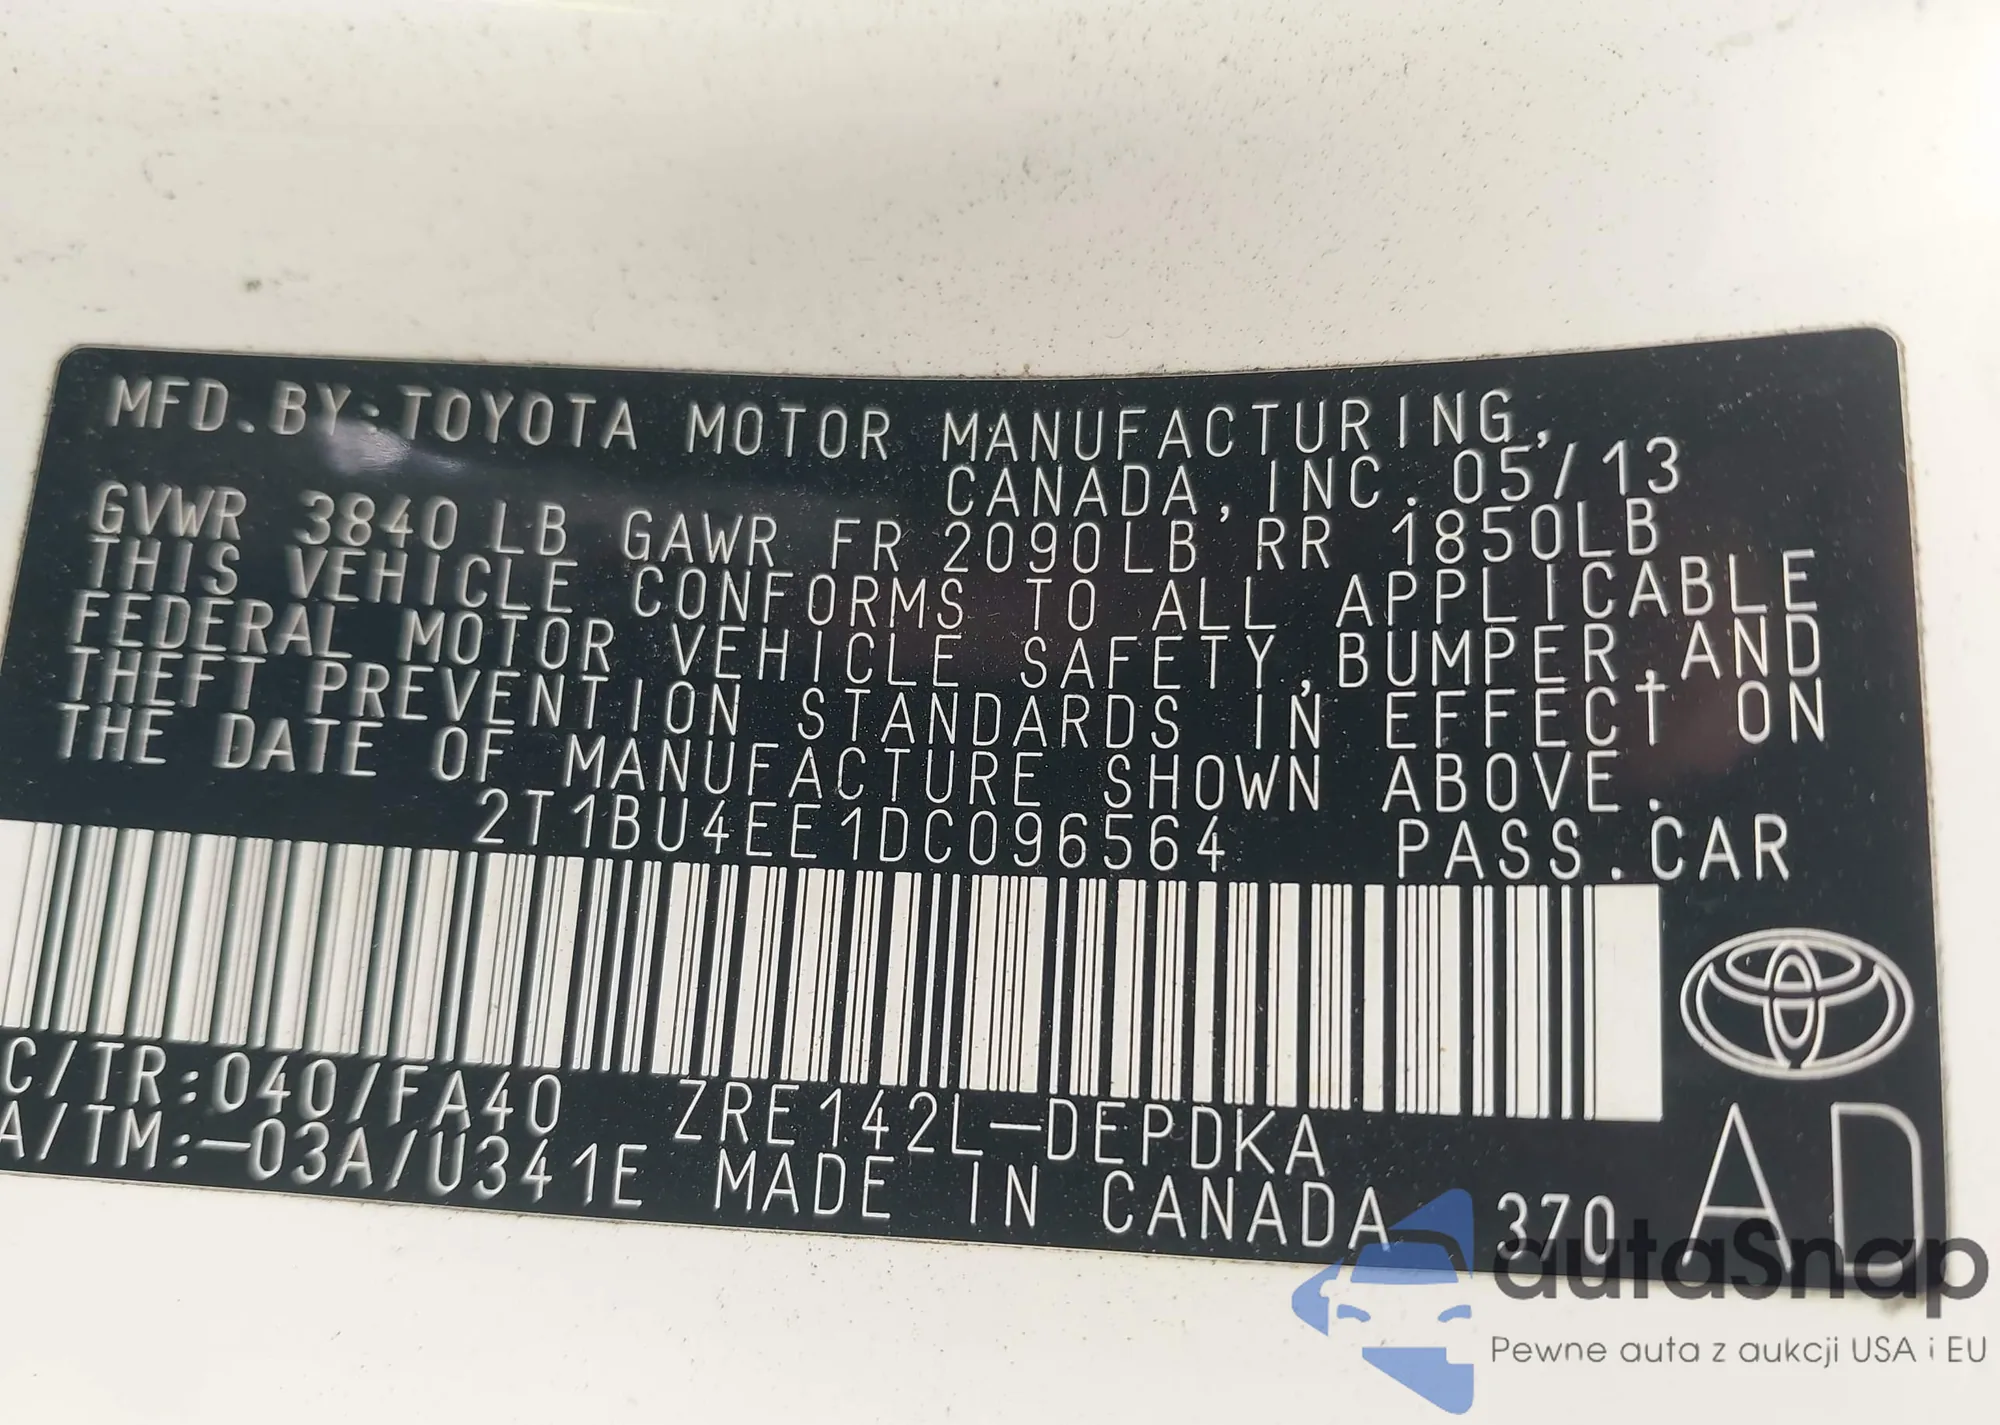 MFD.BY:TOYOTA MOTOR MANUFACTURING,
CANADA, INC. 05/13
GVWR 3840 LB GAWR FR 2090LB RR 1850LB
THIS VEHICLE CONFORMS TO ALL APPLICABLE
FEDERAL MOTOR VEHICLE SAFETY, BUMPER, AND
THEFT PREVENTION STANDARDS IN EFFECT ON
THE DATE OF MANUFACTURE SHOWN ABOVE.
2T1BU4EE1DC096564 PASS.CAR
C/TR:040/FA40 ZRE142L-DEPDKA
A/TM:-03A/U341E MADE IN CANADA 370 AD
autaSnap
Pewne auta z aukcji USA i EU